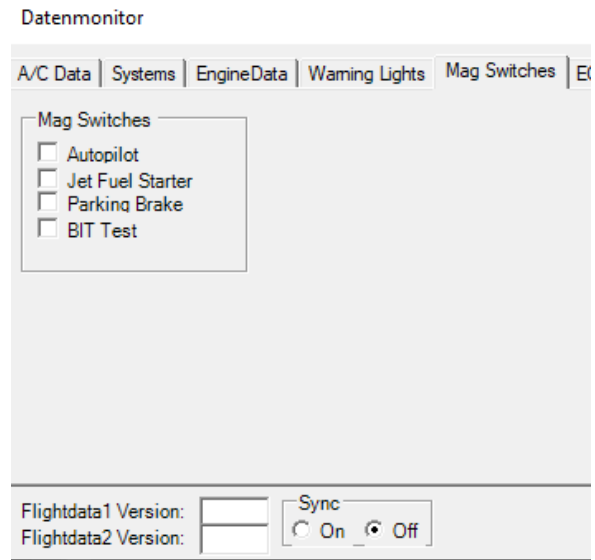 Datenmonitor
A/C Data Systems EngineData Warning Lights Mag Switches
Mag Switches
Autopilot
Jet Fuel Starter
Parking Brake
BIT Test
Flightdata1 Version:
Flightdata2 Version:
Sync
On Off